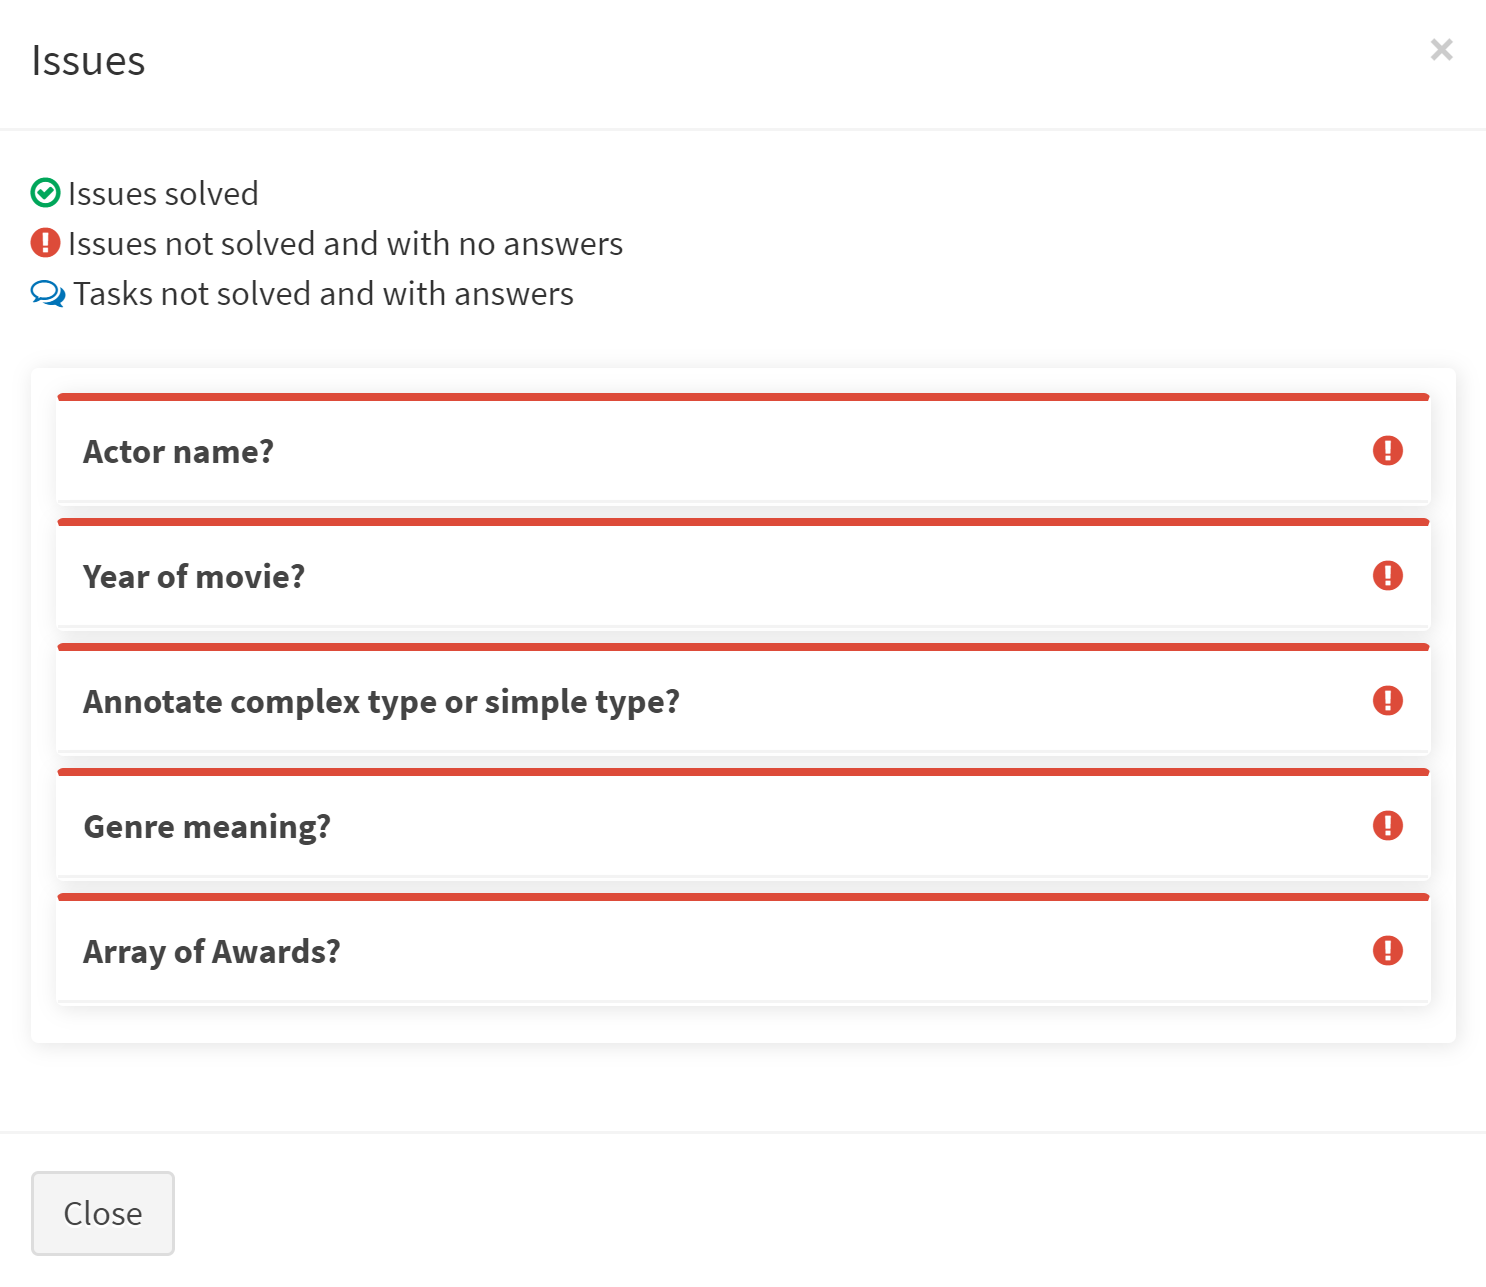 Issues
×
Issues solved
Issues not solved and with no answers
Tasks not solved and with answers
Actor name?
Year of movie?
Annotate complex type or simple type?
Genre meaning?
Array of Awards?
Close